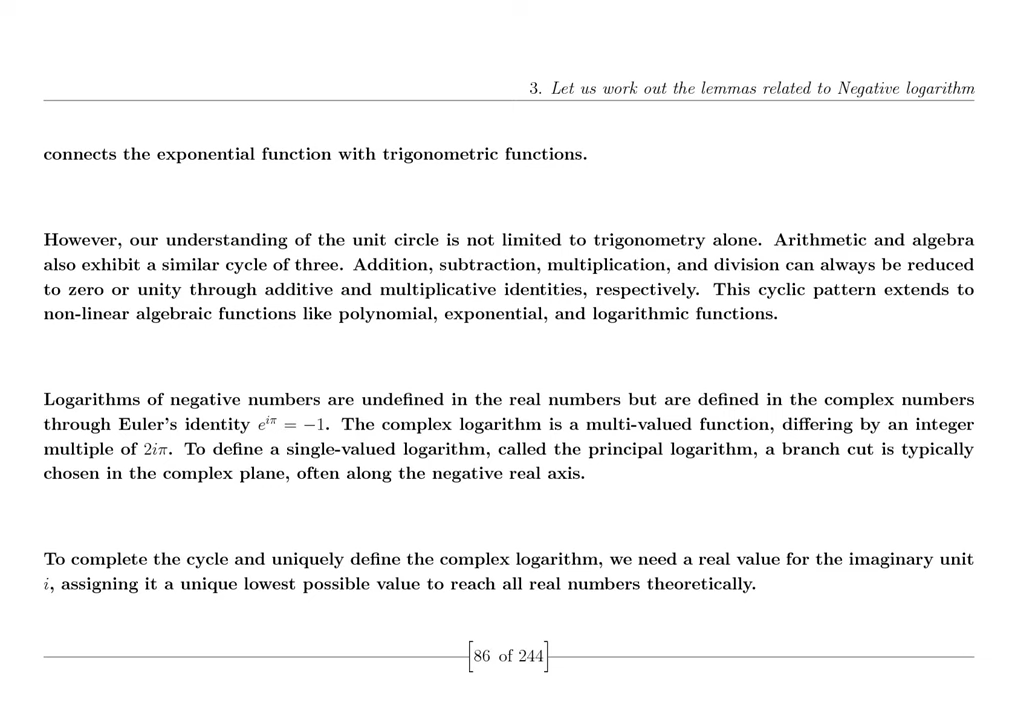 3. Let us work out the lemmas related to Negative logarithm
connects the exponential function with trigonometric functions.
However, our understanding of the unit circle is not limited to trigonometry alone. Arithmetic and algebra
also exhibit a similar cycle of three. Addition, subtraction, multiplication, and division can always be reduced
to zero or unity through additive and multiplicative identities, respectively. This cyclic pattern extends to
non-linear algebraic functions like polynomial, exponential, and logarithmic functions.
Logarithms of negative numbers are undefined in the real numbers but are defined in the complex numbers
through Euler's identity $e^{i\pi} = -1$. The complex logarithm is a multi-valued function, differing by an integer
multiple of $2i\pi$. To define a single-valued logarithm, called the principal logarithm, a branch cut is typically
chosen in the complex plane, often along the negative real axis.
To complete the cycle and uniquely define the complex logarithm, we need a real value for the imaginary unit
$i$, assigning it a unique lowest possible value to reach all real numbers theoretically.
[86 of 244]